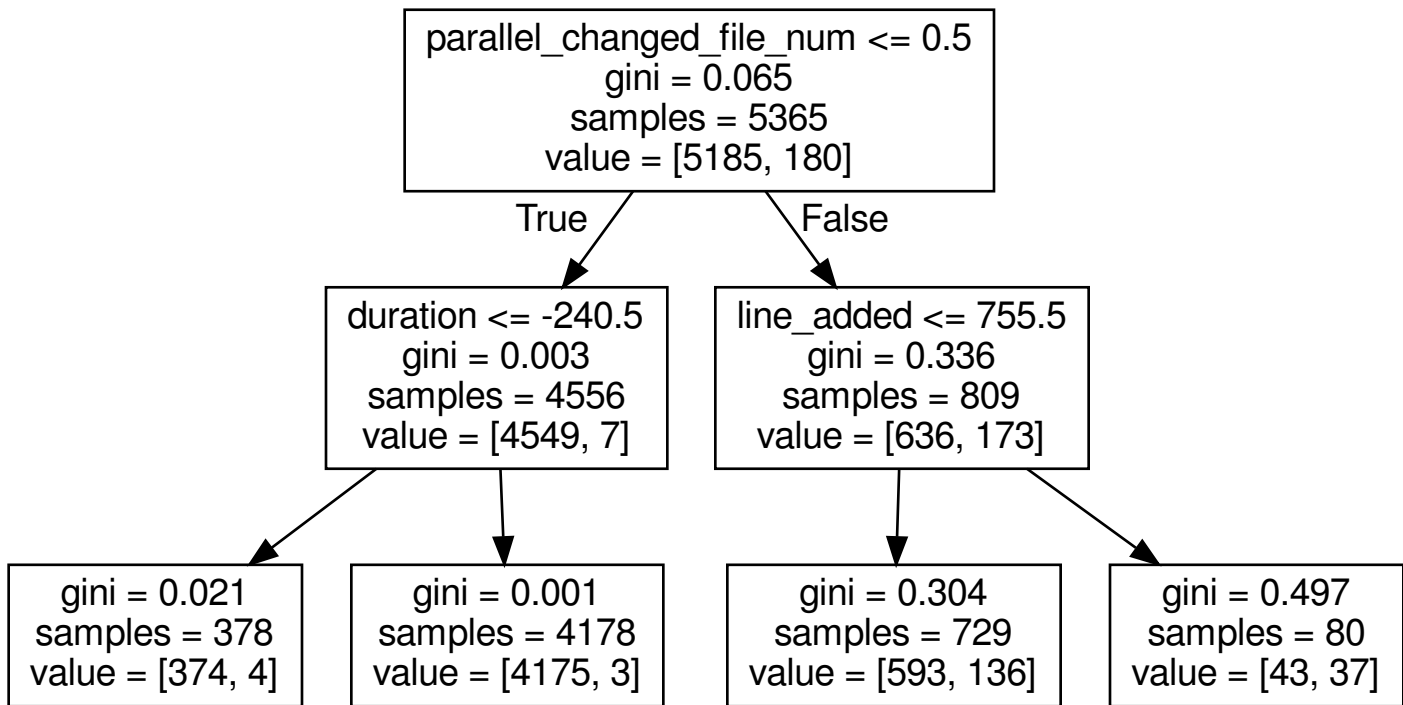 parallel_changed_file_num <= 0.5
gini = 0.065
samples = 5365
value = [5185, 180]
True
False
duration <= -240.5
gini = 0.003
samples = 4556
value = [4549, 7]
line_added <= 755.5
gini = 0.336
samples = 809
value = [636, 173]
gini = 0.021
samples = 378
value = [374, 4]
gini = 0.001
samples = 4178
value = [4175, 3]
gini = 0.304
samples = 729
value = [593, 136]
gini = 0.497
samples = 80
value = [43, 37]